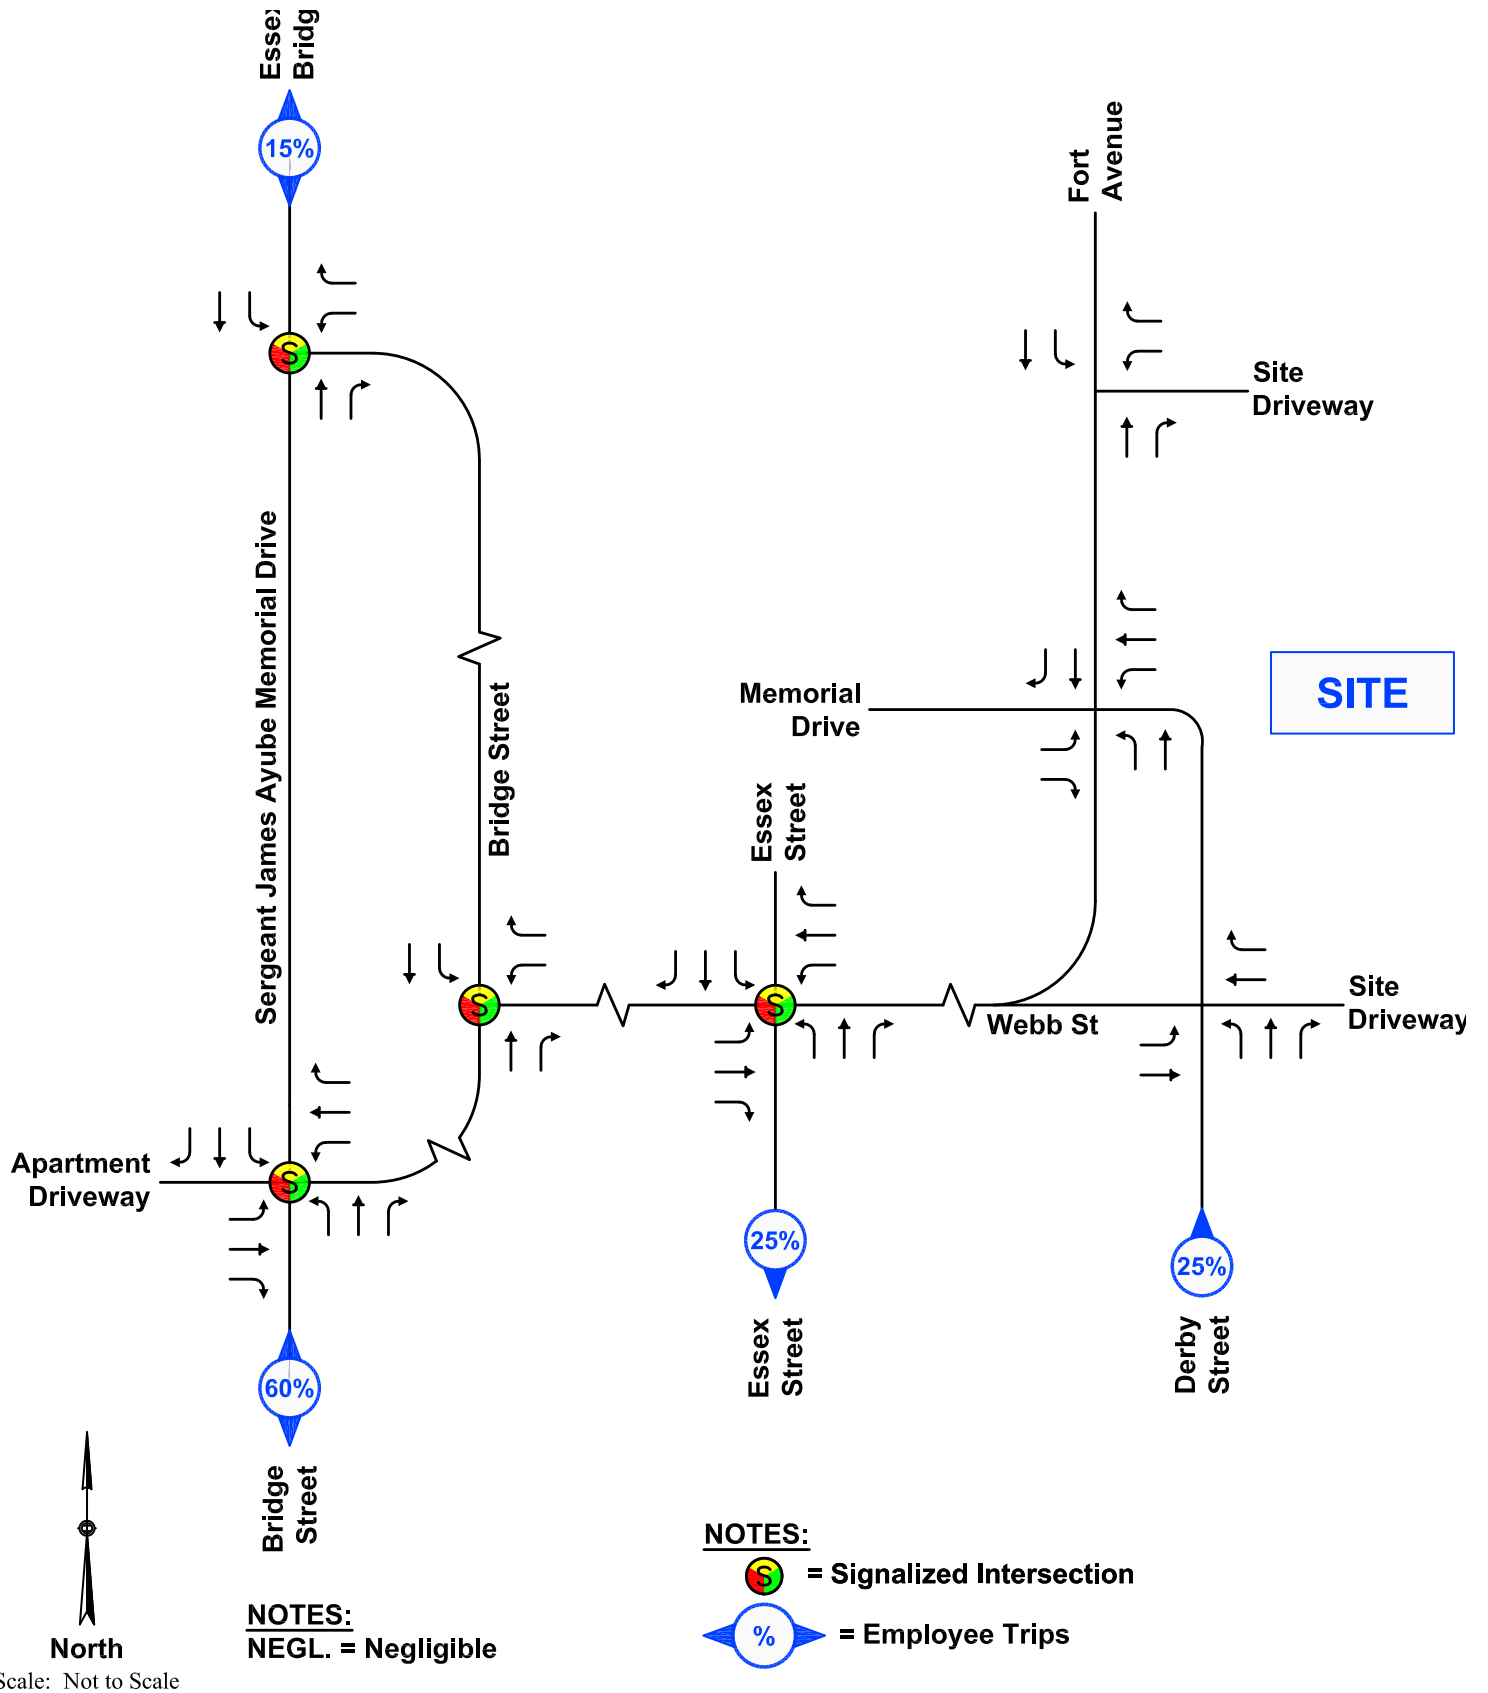 Essex
Bridg
15%
Fort
Avenue
S
Site
Driveway
Sergeant James Ayube Memorial Drive
Bridge Street
Memorial
Drive
SITE
Essex
Street
S
S
Webb St
Site
Driveway
Apartment
Driveway
S
25%
25%
Essex
Street
Derby
Street
60%
Bridge
Street
North
Scale: Not to Scale
NOTES:
NEGL. = Negligible
NOTES:
S = Signalized Intersection
% = Employee Trips